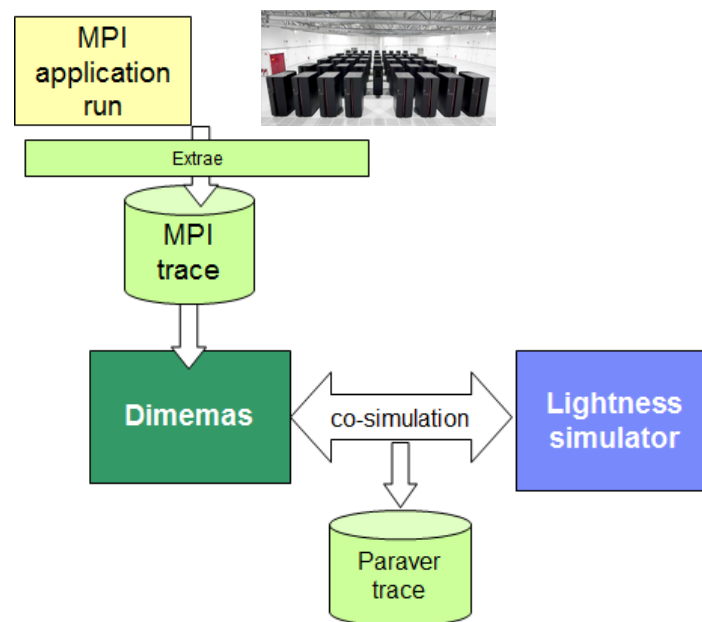 MPI
application
run
Extrae
MPI
trace
Dimemas
co-simulation
Lightness
simulator
Paraver
trace